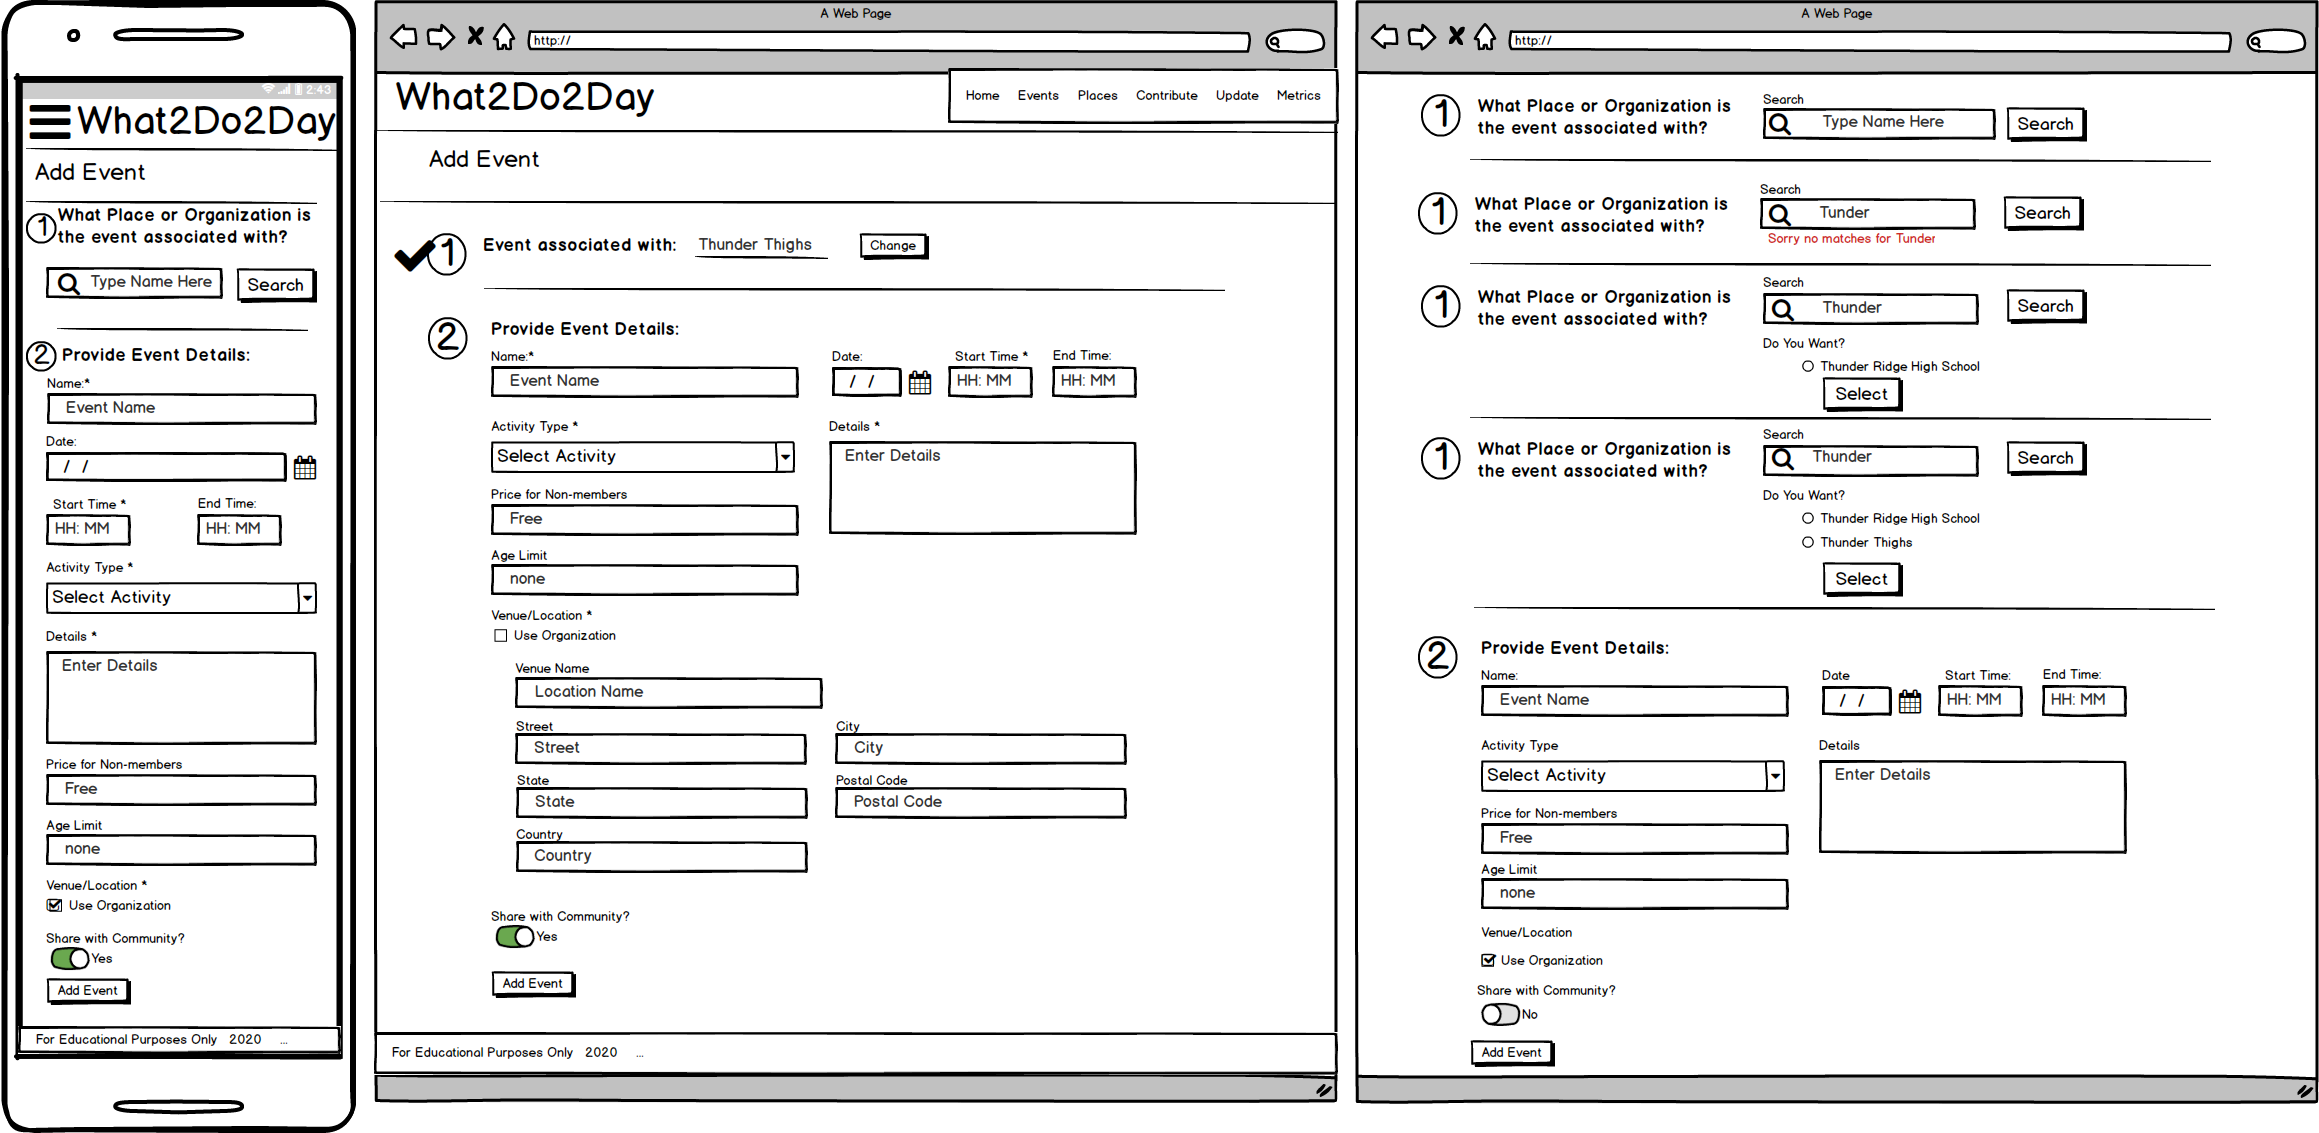 2:43
What2Do2Day
Add Event
1 What Place or Organization is
the event associated with?
Type Name Here Search
2 Provide Event Details:
Name:*
Event Name
Date:
/ /
Start Time * End Time:
HH: MM HH: MM
Activity Type *
Select Activity
Details *
Enter Details
Price for Non-members
Free
Age Limit
none
Venue/Location *
Use Organization
Share with Community?
Yes
Add Event
For Educational Purposes Only 2020 ...
A Web Page
http://
What2Do2Day
Home Events Places Contribute Update Metrics
Add Event
1 Event associated with: Thunder Thighs Change
2 Provide Event Details:
Name:* Date: Start Time * End Time:
Event Name / / HH: MM HH: MM
Activity Type * Details *
Select Activity Enter Details
Price for Non-members
Free
Age Limit
none
Venue/Location *
Use Organization
Venue Name
Location Name
Street City
Street City
State Postal Code
State Postal Code
Country
Country
Share with Community?
Yes
Add Event
For Educational Purposes Only 2020 ...
A Web Page
http://
Search
1 What Place or Organization is
the event associated with?
Type Name Here Search
Search
1 What Place or Organization is
the event associated with?
Tunder Search
Sorry no matches for Tunder
Search
1 What Place or Organization is
the event associated with?
Thunder Search
Do You Want?
Thunder Ridge High School
Select
Search
1 What Place or Organization is
the event associated with?
Thunder Search
Do You Want?
Thunder Ridge High School
Thunder Thighs
Select
2 Provide Event Details:
Name: Date Start Time: End Time:
Event Name / / HH: MM HH: MM
Activity Type Details
Select Activity Enter Details
Price for Non-members
Free
Age Limit
none
Venue/Location
Use Organization
Share with Community?
No
Add Event